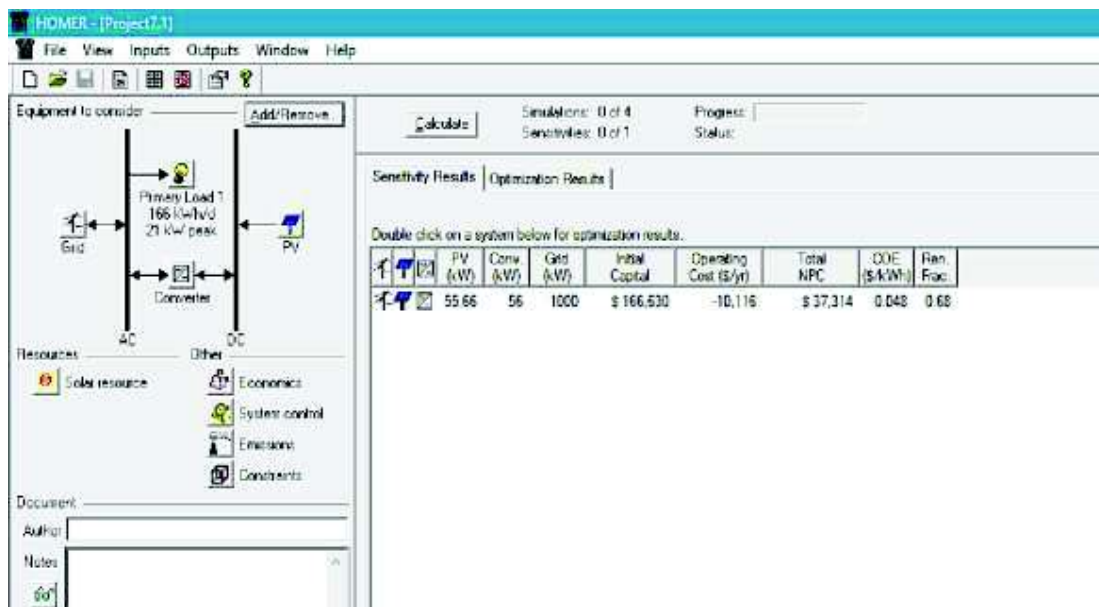 HOMER - [Project7.1]
File View Inputs Outputs Window Help
Equipment to consider Add/Remove...
Calculate
Simulations: 0 of 4
Progress:
Sensitivities: 0 of 1
Status:
Sensitivity Results Optimization Results
Double click on a system below for optimization results.
Primary Load 1
166 kWh/d
21 kW peak
Grid
PV
Converter
AC DC
PV (kW) Conv. (kW) Grid (kW) Initial Capital Operating Cost ($/yr) Total NPC COE ($/kWh) Ren. Frac.
55.66 56 1000 $ 166,630 -10,116 $ 37,314 0.048 0.68
Resources Other
Solar resource
Economics
System control
Emissions
Constraints
Document
Author
Notes